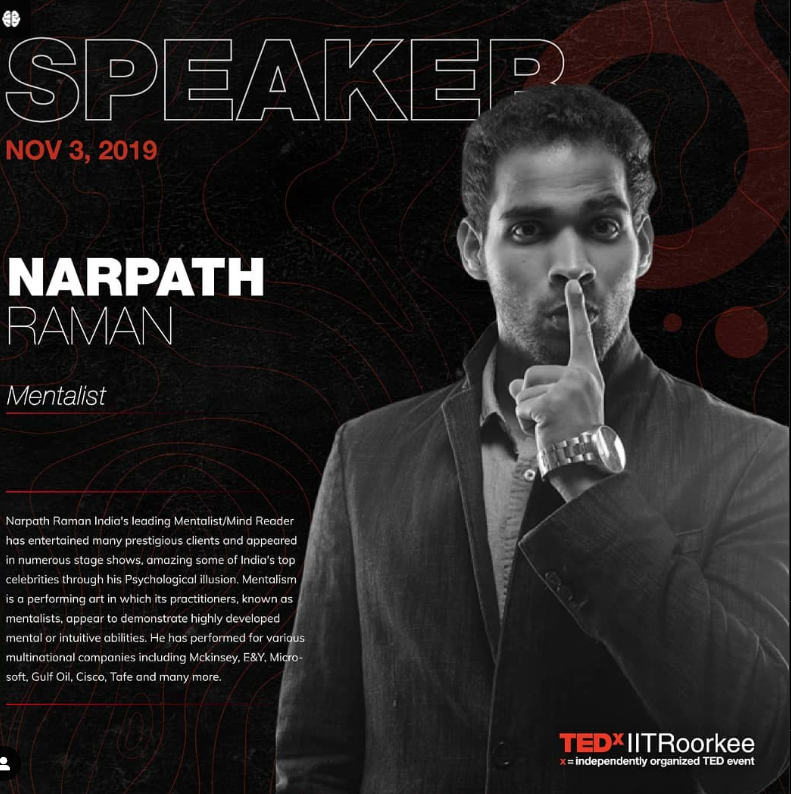 SPEAKER
NOV 3, 2019
NARPATH
RAMAN
Mentalist
Narpath Raman India's leading Mentalist/Mind Reader
has entertained many prestigious clients and appeared
in numerous stage shows, amazing some of India's top
celebrities through his Psychological illusion. Mentalism
is a performing art in which its practitioners, known as
mentalists, appear to demonstrate highly developed
mental or intuitive abilities. He has performed for various
multinational companies including Mckinsey, E&Y, Micro-
soft, Gulf Oil, Cisco, Tafe and many more.
TEDx IITRoorkee
x = independently organized TED event